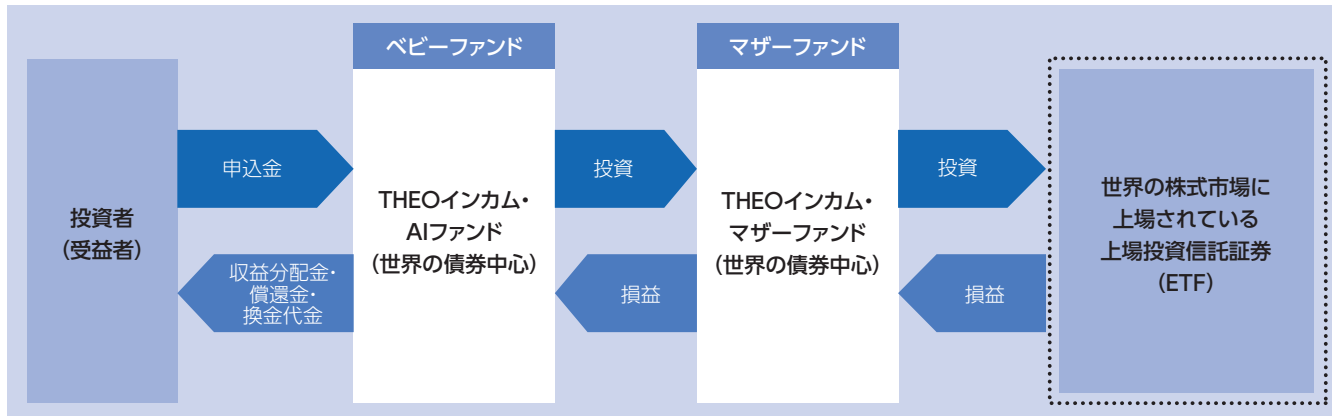 ベビーファンド
マザーファンド
投資者
(受益者)
申込金
収益分配金・
償還金・
換金代金
THEOインカム・
AIファンド
(世界の債券中心)
投資
損益
THEOインカム・
マザーファンド
(世界の債券中心)
投資
損益
世界の株式市場に
上場されている
上場投資信託証券
(ETF)